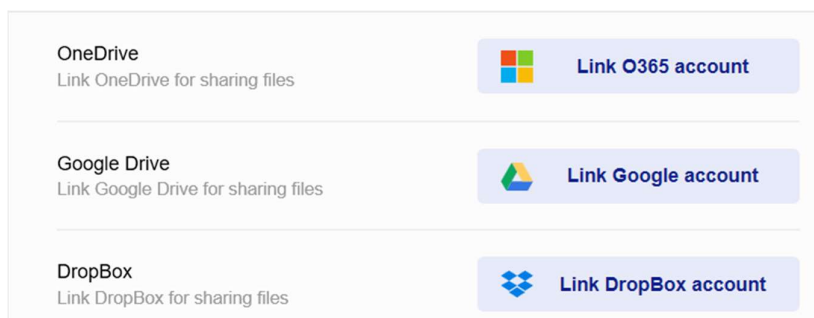 OneDrive
Link OneDrive for sharing files
Link O365 account
Google Drive
Link Google Drive for sharing files
Link Google account
DropBox
Link DropBox for sharing files
Link DropBox account